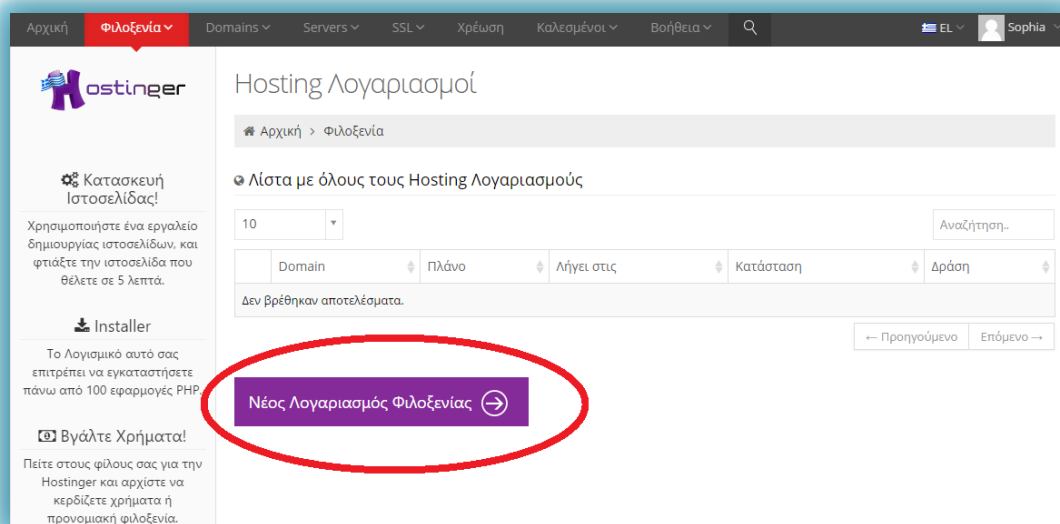 Αρχική Φιλοξενία Domains Servers SSL Χρέωση Καλεσμένοι Βοήθεια EL Sophia
Hostinger
Hosting Λογαριασμοί
Αρχική > Φιλοξενία
Κατασκευή
Ιστοσελίδας!
Χρησιμοποιήστε ένα εργαλείο
δημιουργίας ιστοσελίδων, και
φτιάξτε την ιστοσελιδα που
θέλετε σε 5 λεπτά.
Installer
Το Λογισμικό αυτό σας
επιτρέπει να εγκαταστήσετε
πάνω από 100 εφαρμογές PHP.
Βγάλτε Χρήματα!
Πείτε στους φίλους σας για την
Hostinger και αρχίστε να
κερδίζετε χρήματα ή
προνομιακή φιλοξενία.
Λίστα με όλους τους Hosting Λογαριασμούς
10 Αναζήτηση..
Domain Πλάνο Λήγει στις Κατάσταση Δράση
Δεν βρέθηκαν αποτελέσματα.
← Προηγούμενο Επόμενο →
Νέος Λογαριασμός Φιλοξενίας